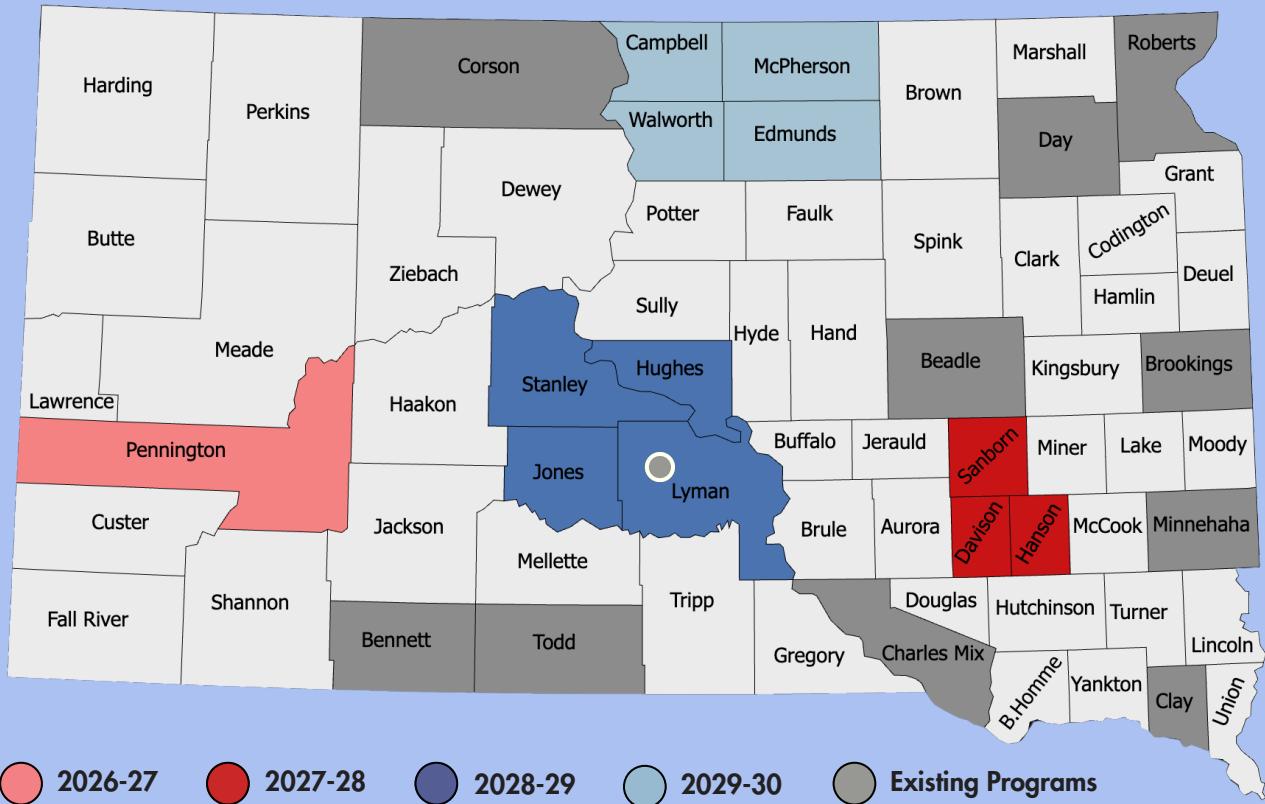 Harding
Perkins
Corson
Campbell
McPherson
Brown
Marshall
Roberts
Walworth
Edmunds
Day
Grant
Butte
Dewey
Ziebach
Potter
Faulk
Spink
Clark
Codington
Hamlin
Deuel
Meade
Sully
Hyde
Hand
Lawrence
Haakon
Stanley
Hughes
Beadle
Kingsbury
Brookings
Pennington
Jones
Lyman
Buffalo
Jerauld
Sanborn
Miner
Lake
Moody
Custer
Jackson
Mellette
Brule
Aurora
Davison
Hanson
McCook
Minnehaha
Fall River
Shannon
Bennett
Todd
Tripp
Gregory
Charles Mix
Douglas
Hutchinson
Turner
Lincoln
B.Homme
Yankton
Clay
Union
2026-27
2027-28
2028-29
2029-30
Existing Programs